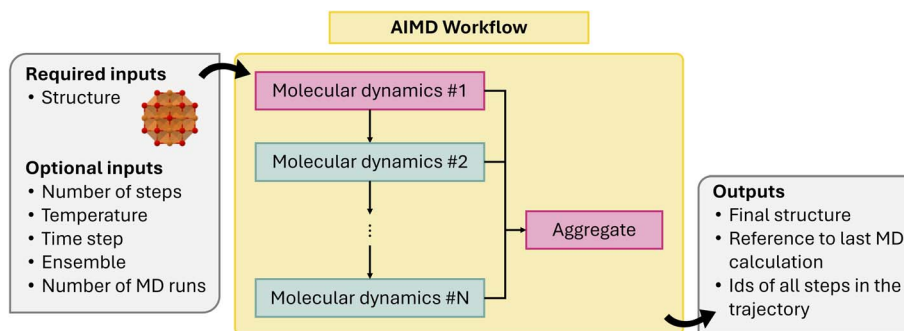 AIMD Workflow
Required inputs
• Structure
Optional inputs
• Number of steps
• Temperature
• Time step
• Ensemble
• Number of MD runs
Molecular dynamics #1
Molecular dynamics #2
⋮
Molecular dynamics #N
Aggregate
Outputs
• Final structure
• Reference to last MD
calculation
• Ids of all steps in the
trajectory